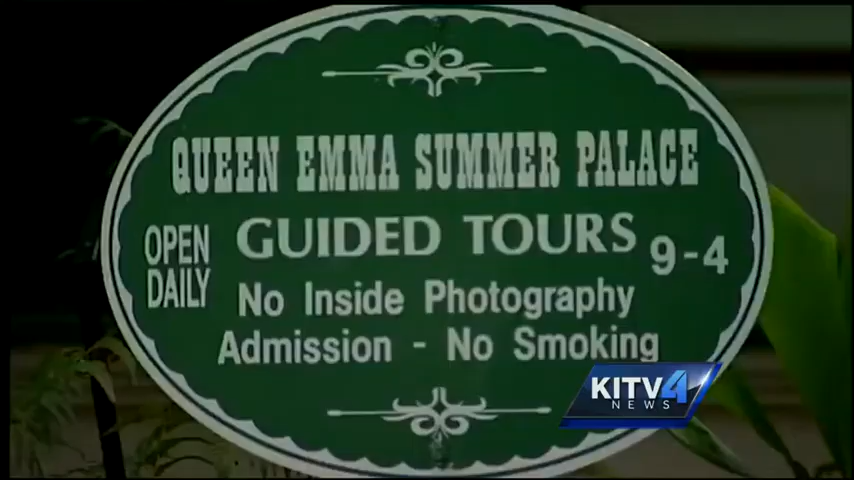 QUEEN EMMA SUMMER PALACE
OPEN DAILY
GUIDED TOURS
9-4
No Inside Photography
Admission - No Smoking
KITV4
NEWS